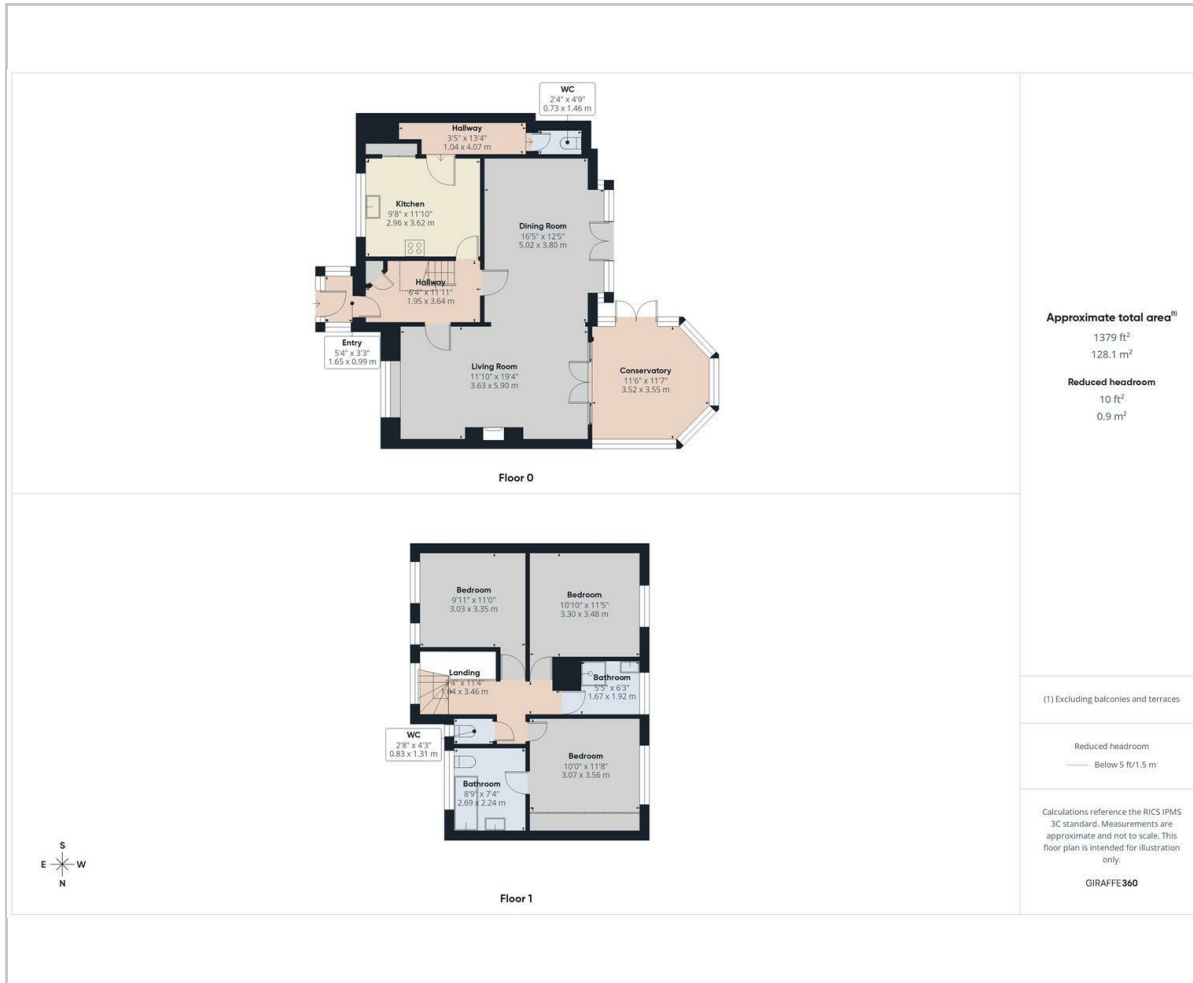 WC
2'4" x 4'9"
0.73 x 1.46 m
Hallway
3'5" x 13'4"
1.04 x 4.07 m
Kitchen
9'8" x 11'10"
2.96 x 3.62 m
Dining Room
16'5" x 12'5"
5.02 x 3.80 m
Hallway
6'4" x 11'11"
1.95 x 3.64 m
Entry
5'4" x 3'3"
1.65 x 0.99 m
Living Room
11'10" x 19'4"
3.63 x 5.90 m
Conservatory
11'6" x 11'7"
3.52 x 3.55 m
Floor 0
Bedroom
9'11" x 11'0"
3.03 x 3.35 m
Bedroom
10'10" x 11'5"
3.30 x 3.48 m
Landing
x 11'4"
x 3.46 m
Bathroom
5'5" x 6'3"
1.67 x 1.92 m
WC
2'8" x 4'3"
0.83 x 1.31 m
Bathroom
8'9" x 7'4"
2.69 x 2.24 m
Bedroom
10'0" x 11'8"
3.07 x 3.56 m
S
E W
N
Floor 1
Approximate total area(1)
1379 ft²
128.1 m²
Reduced headroom
10 ft²
0.9 m²
(1) Excluding balconies and terraces
Reduced headroom
Below 5 ft/1.5 m
Calculations reference the RICS IPMS
3C standard. Measurements are
approximate and not to scale. This
floor plan is intended for illustration
only.
GIRAFFE360